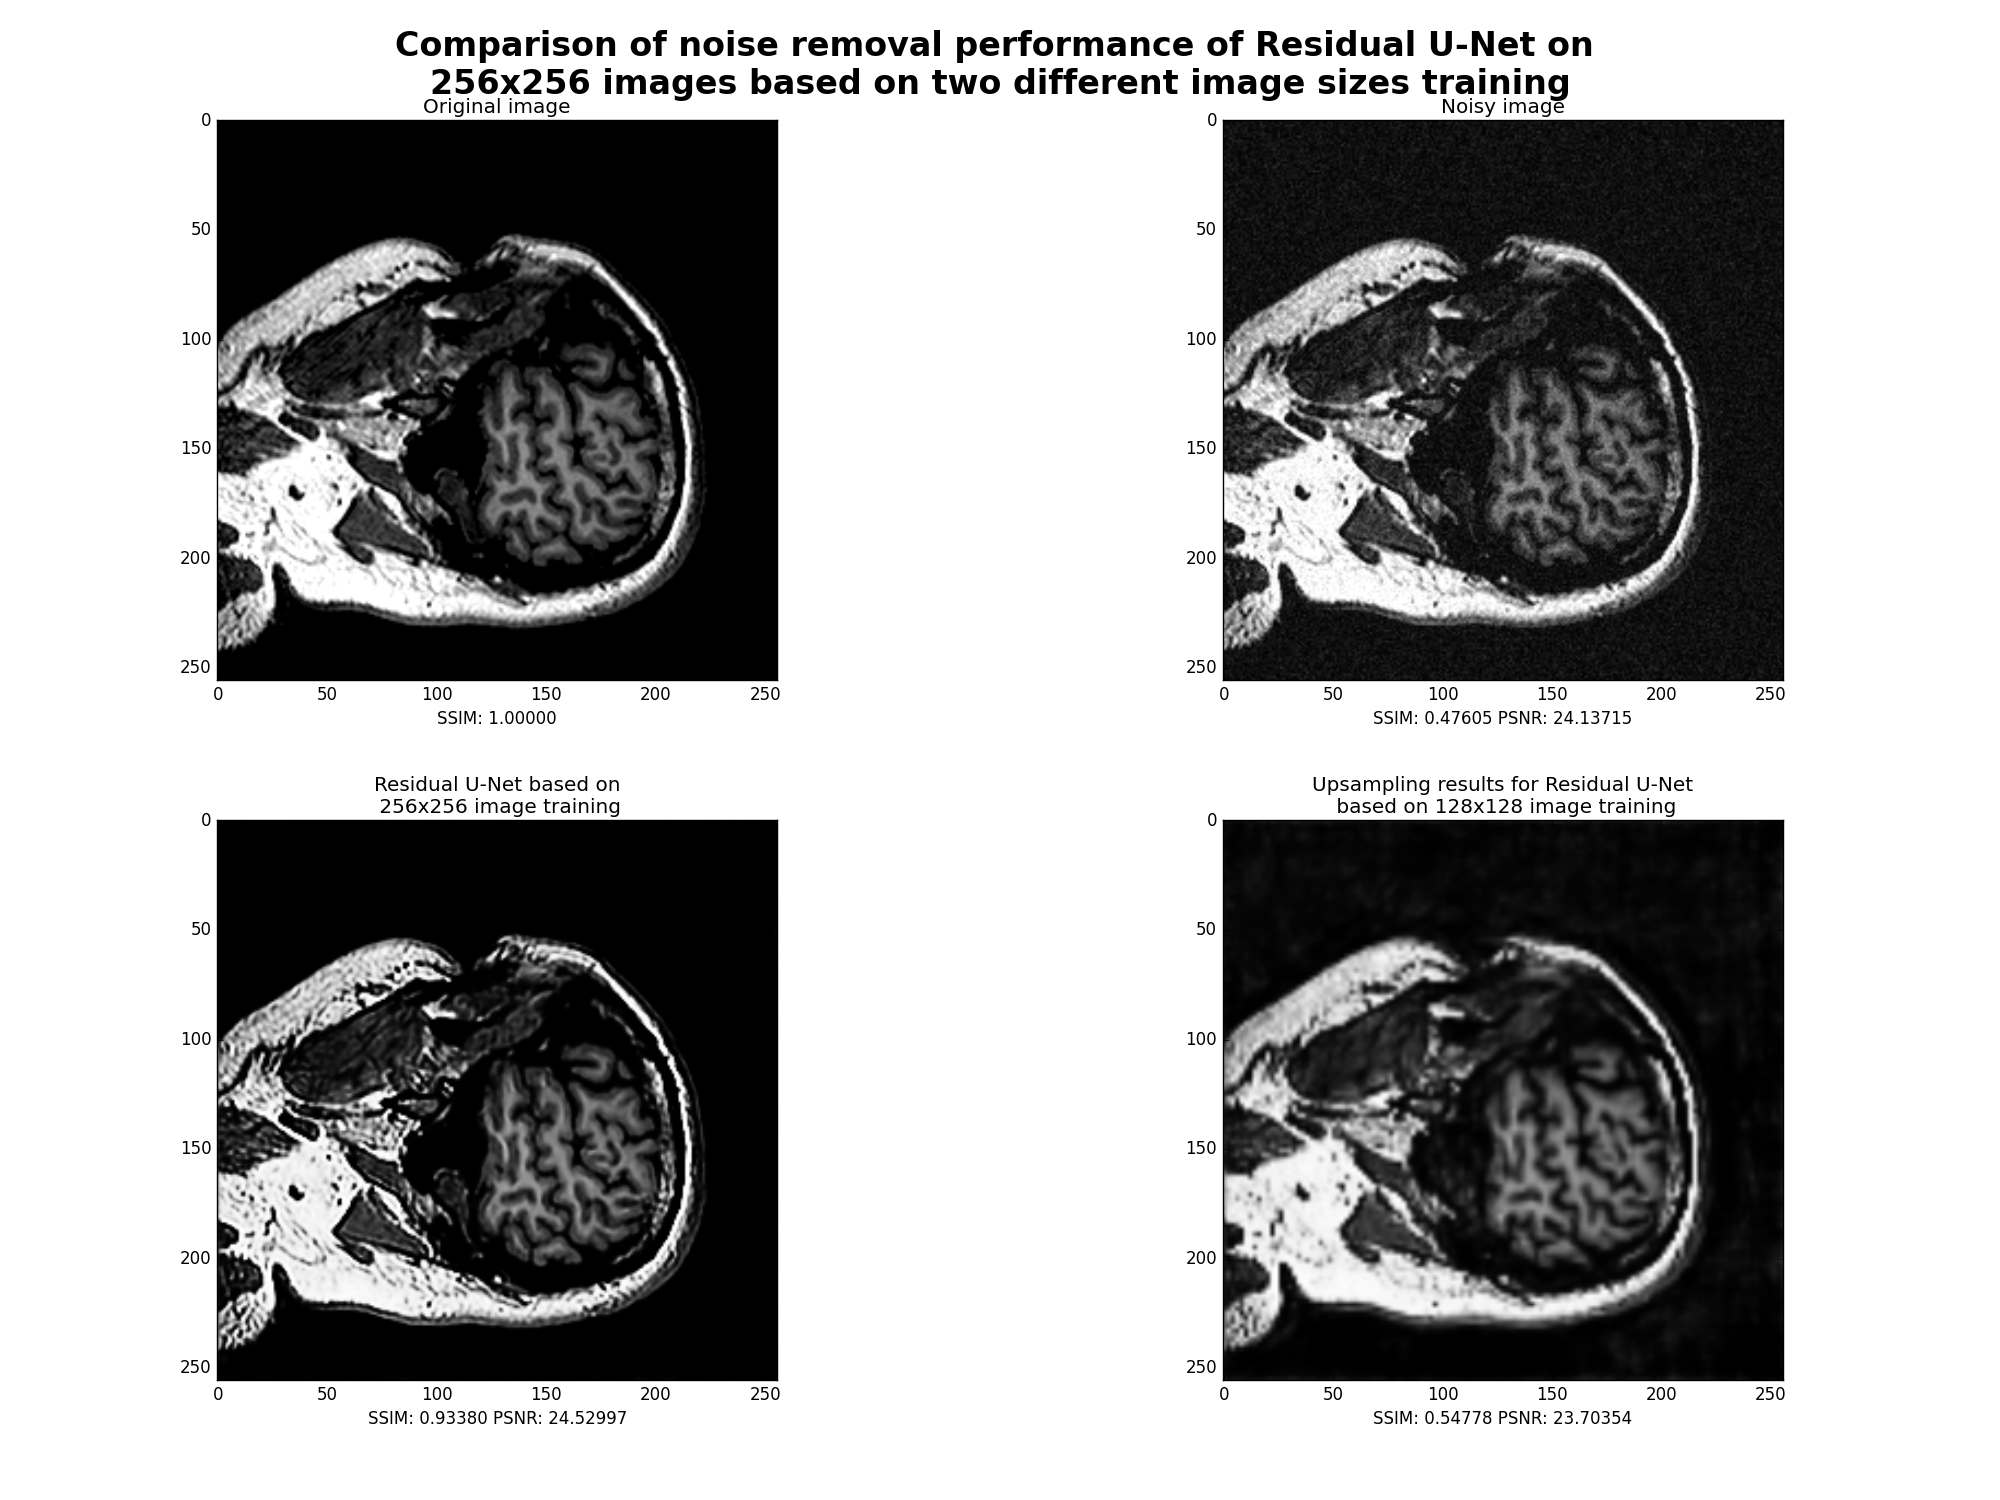 Comparison of noise removal performance of Residual U-Net on
256x256 images based on two different image sizes training
Original image
0
50
100
150
200
250
0 50 100 150 200 250
SSIM: 1.00000
Noisy image
0
50
100
150
200
250
0 50 100 150 200 250
SSIM: 0.47605 PSNR: 24.13715
Residual U-Net based on
256x256 image training
0
50
100
150
200
250
0 50 100 150 200 250
SSIM: 0.93380 PSNR: 24.52997
Upsampling results for Residual U-Net
based on 128x128 image training
0
50
100
150
200
250
0 50 100 150 200 250
SSIM: 0.54778 PSNR: 23.70354